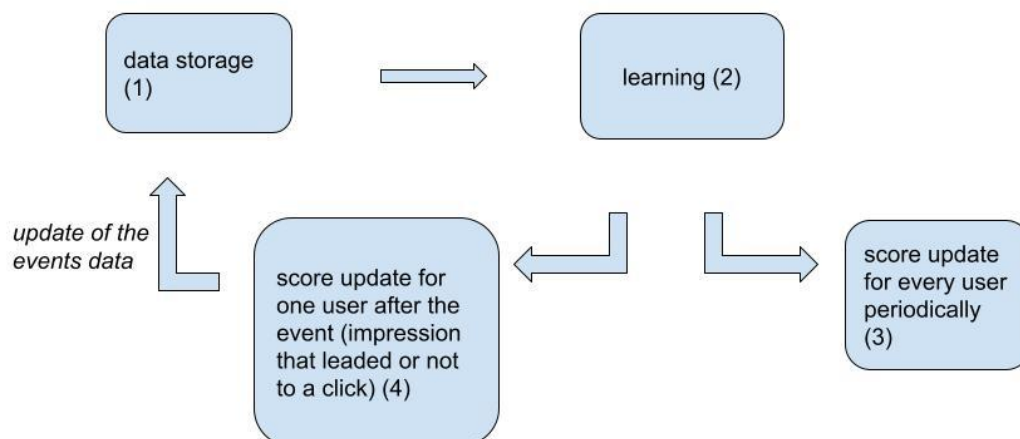 data storage
(1)
learning (2)
update of the
events data
score update for
one user after the
event (impression
that leaded or not
to a click) (4)
score update
for every user
periodically
(3)